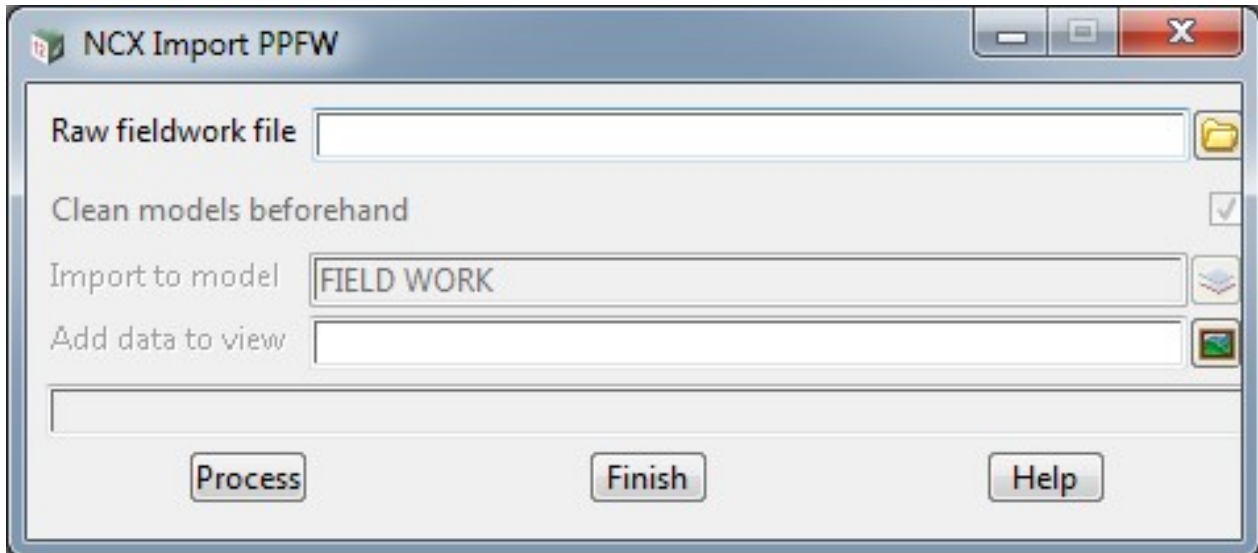 NCX Import PPFW
Raw fieldwork file
Clean models beforehand
Import to model FIELD WORK
Add data to view
Process Finish Help